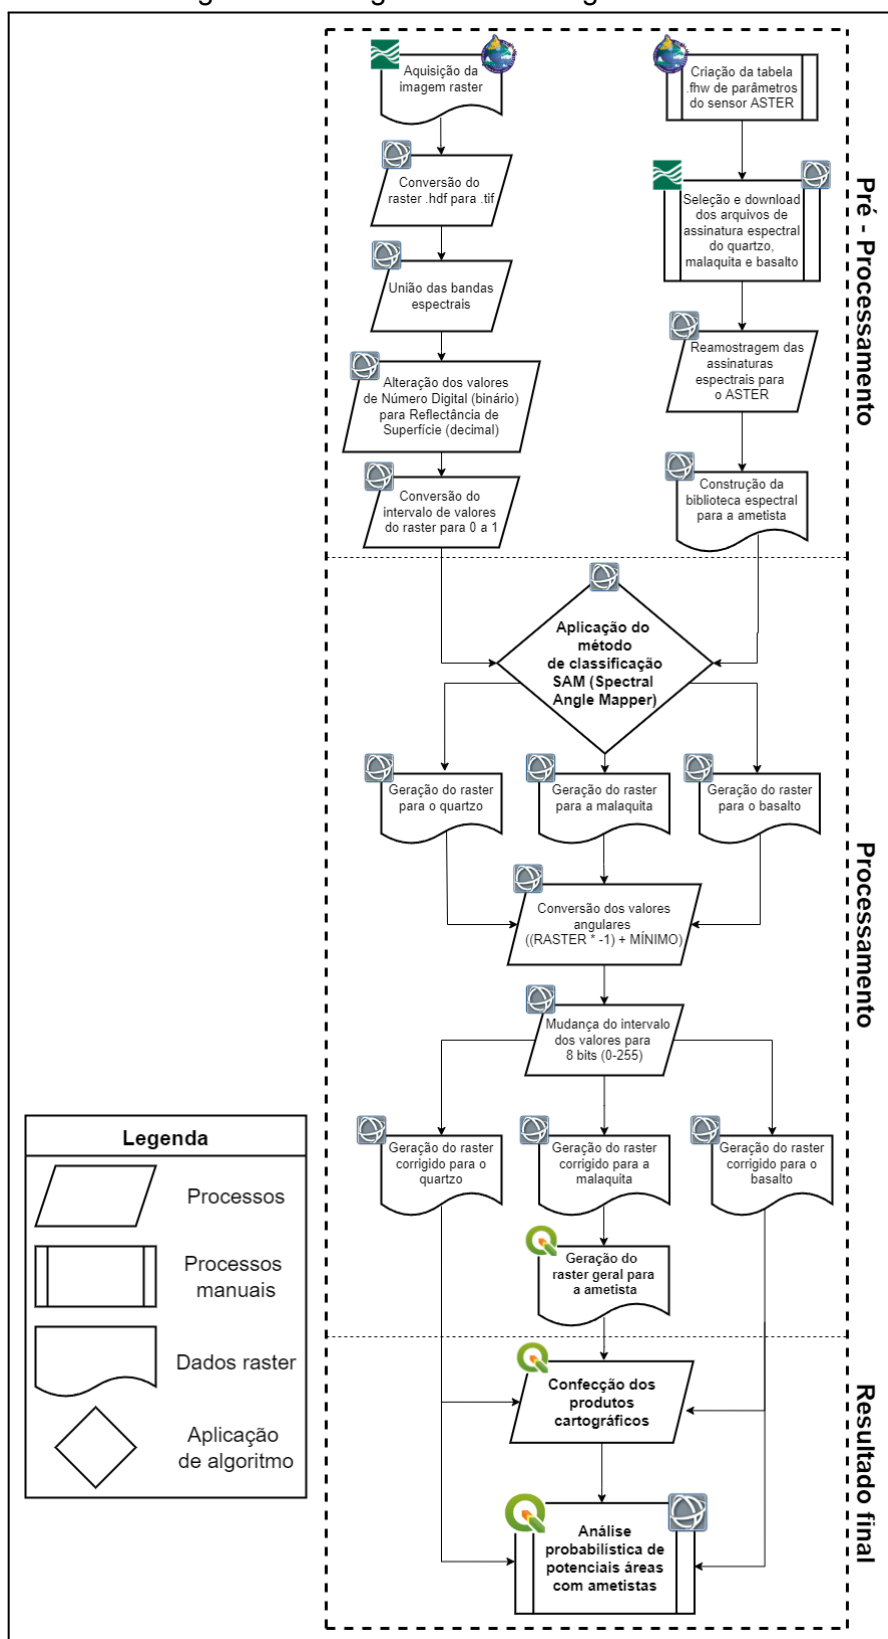 Aquisição da
imagem raster
Criação da tabela
.fhw de parâmetros
do sensor ASTER
Conversão do
raster .hdf para .tif
Seleção e download
dos arquivos de
assinatura espectral
do quartzo,
malaquita e basalto
União das bandas
espectrais
Reamostragem das
assinaturas
espectrais para
o ASTER
Alteração dos valores
de Número Digital (binário)
para Reflectância de
Superfície (decimal)
Conversão do
intervalo de valores
do raster para 0 a 1
Construção da
biblioteca espectral
para a ametista
Pré - Processamento
Aplicação do
método
de classificação
SAM (Spectral
Angle Mapper)
Geração do raster
para o quartzo
Geração do raster
para a malaquita
Geração do raster
para o basalto
Conversão dos valores
angulares
((RASTER * -1) + MÍNIMO)
Mudança do intervalo
dos valores para
8 bits (0-255)
Geração do raster
corrigido para o
quartzo
Geração do raster
corrigido para a
malaquita
Geração do raster
corrigido para o
basalto
Geração do
raster geral para
a ametista
Processamento
Confecção dos
produtos
cartográficos
Análise
probabilística de
potenciais áreas
com ametistas
Resultado final
Legenda
Processos
Processos
manuais
Dados raster
Aplicação
de algoritmo